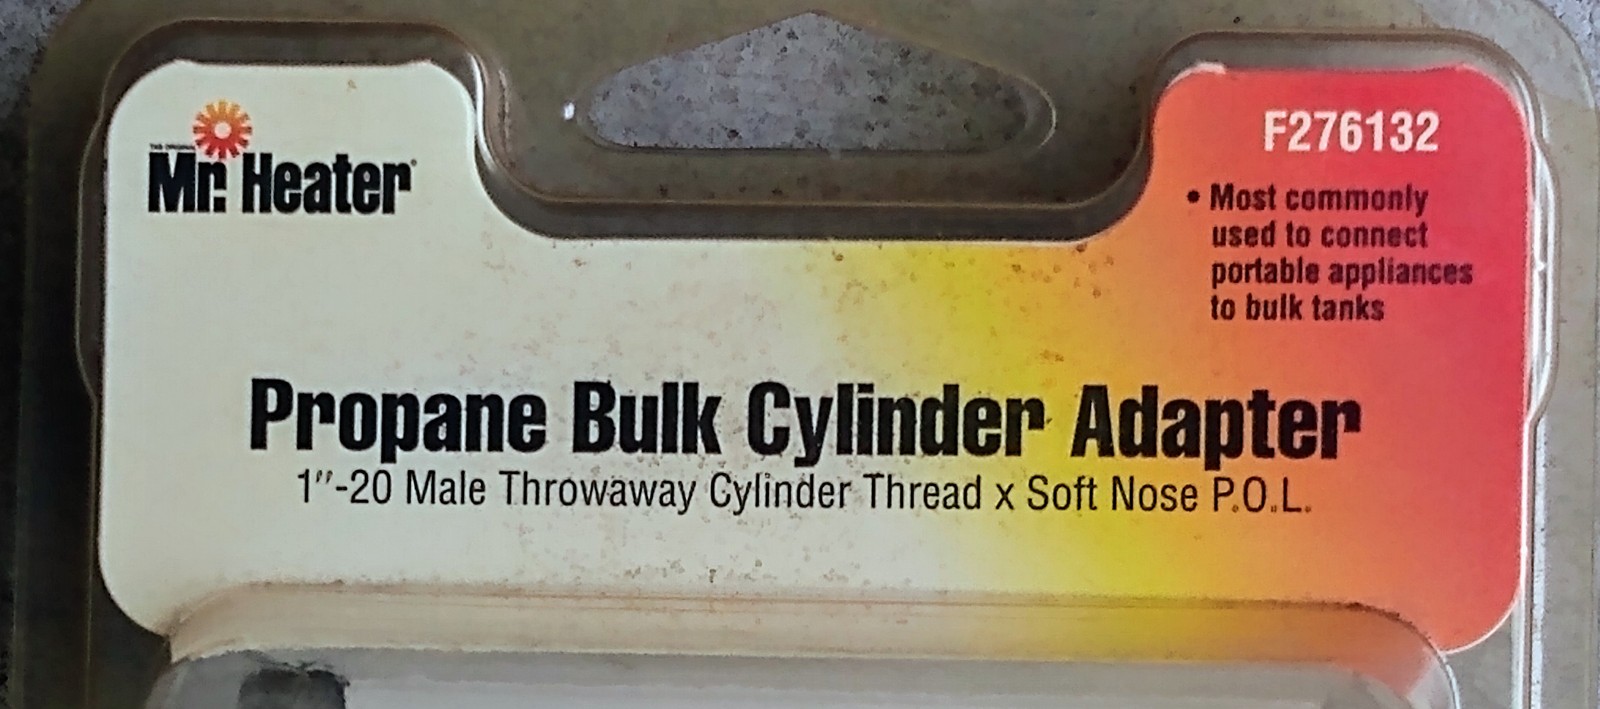 THE ORIGINAL
Mr. Heater
F276132
• Most commonly
used to connect
portable appliances
to bulk tanks
Propane Bulk Cylinder Adapter
1"-20 Male Throwaway Cylinder Thread x Soft Nose P.O.L.